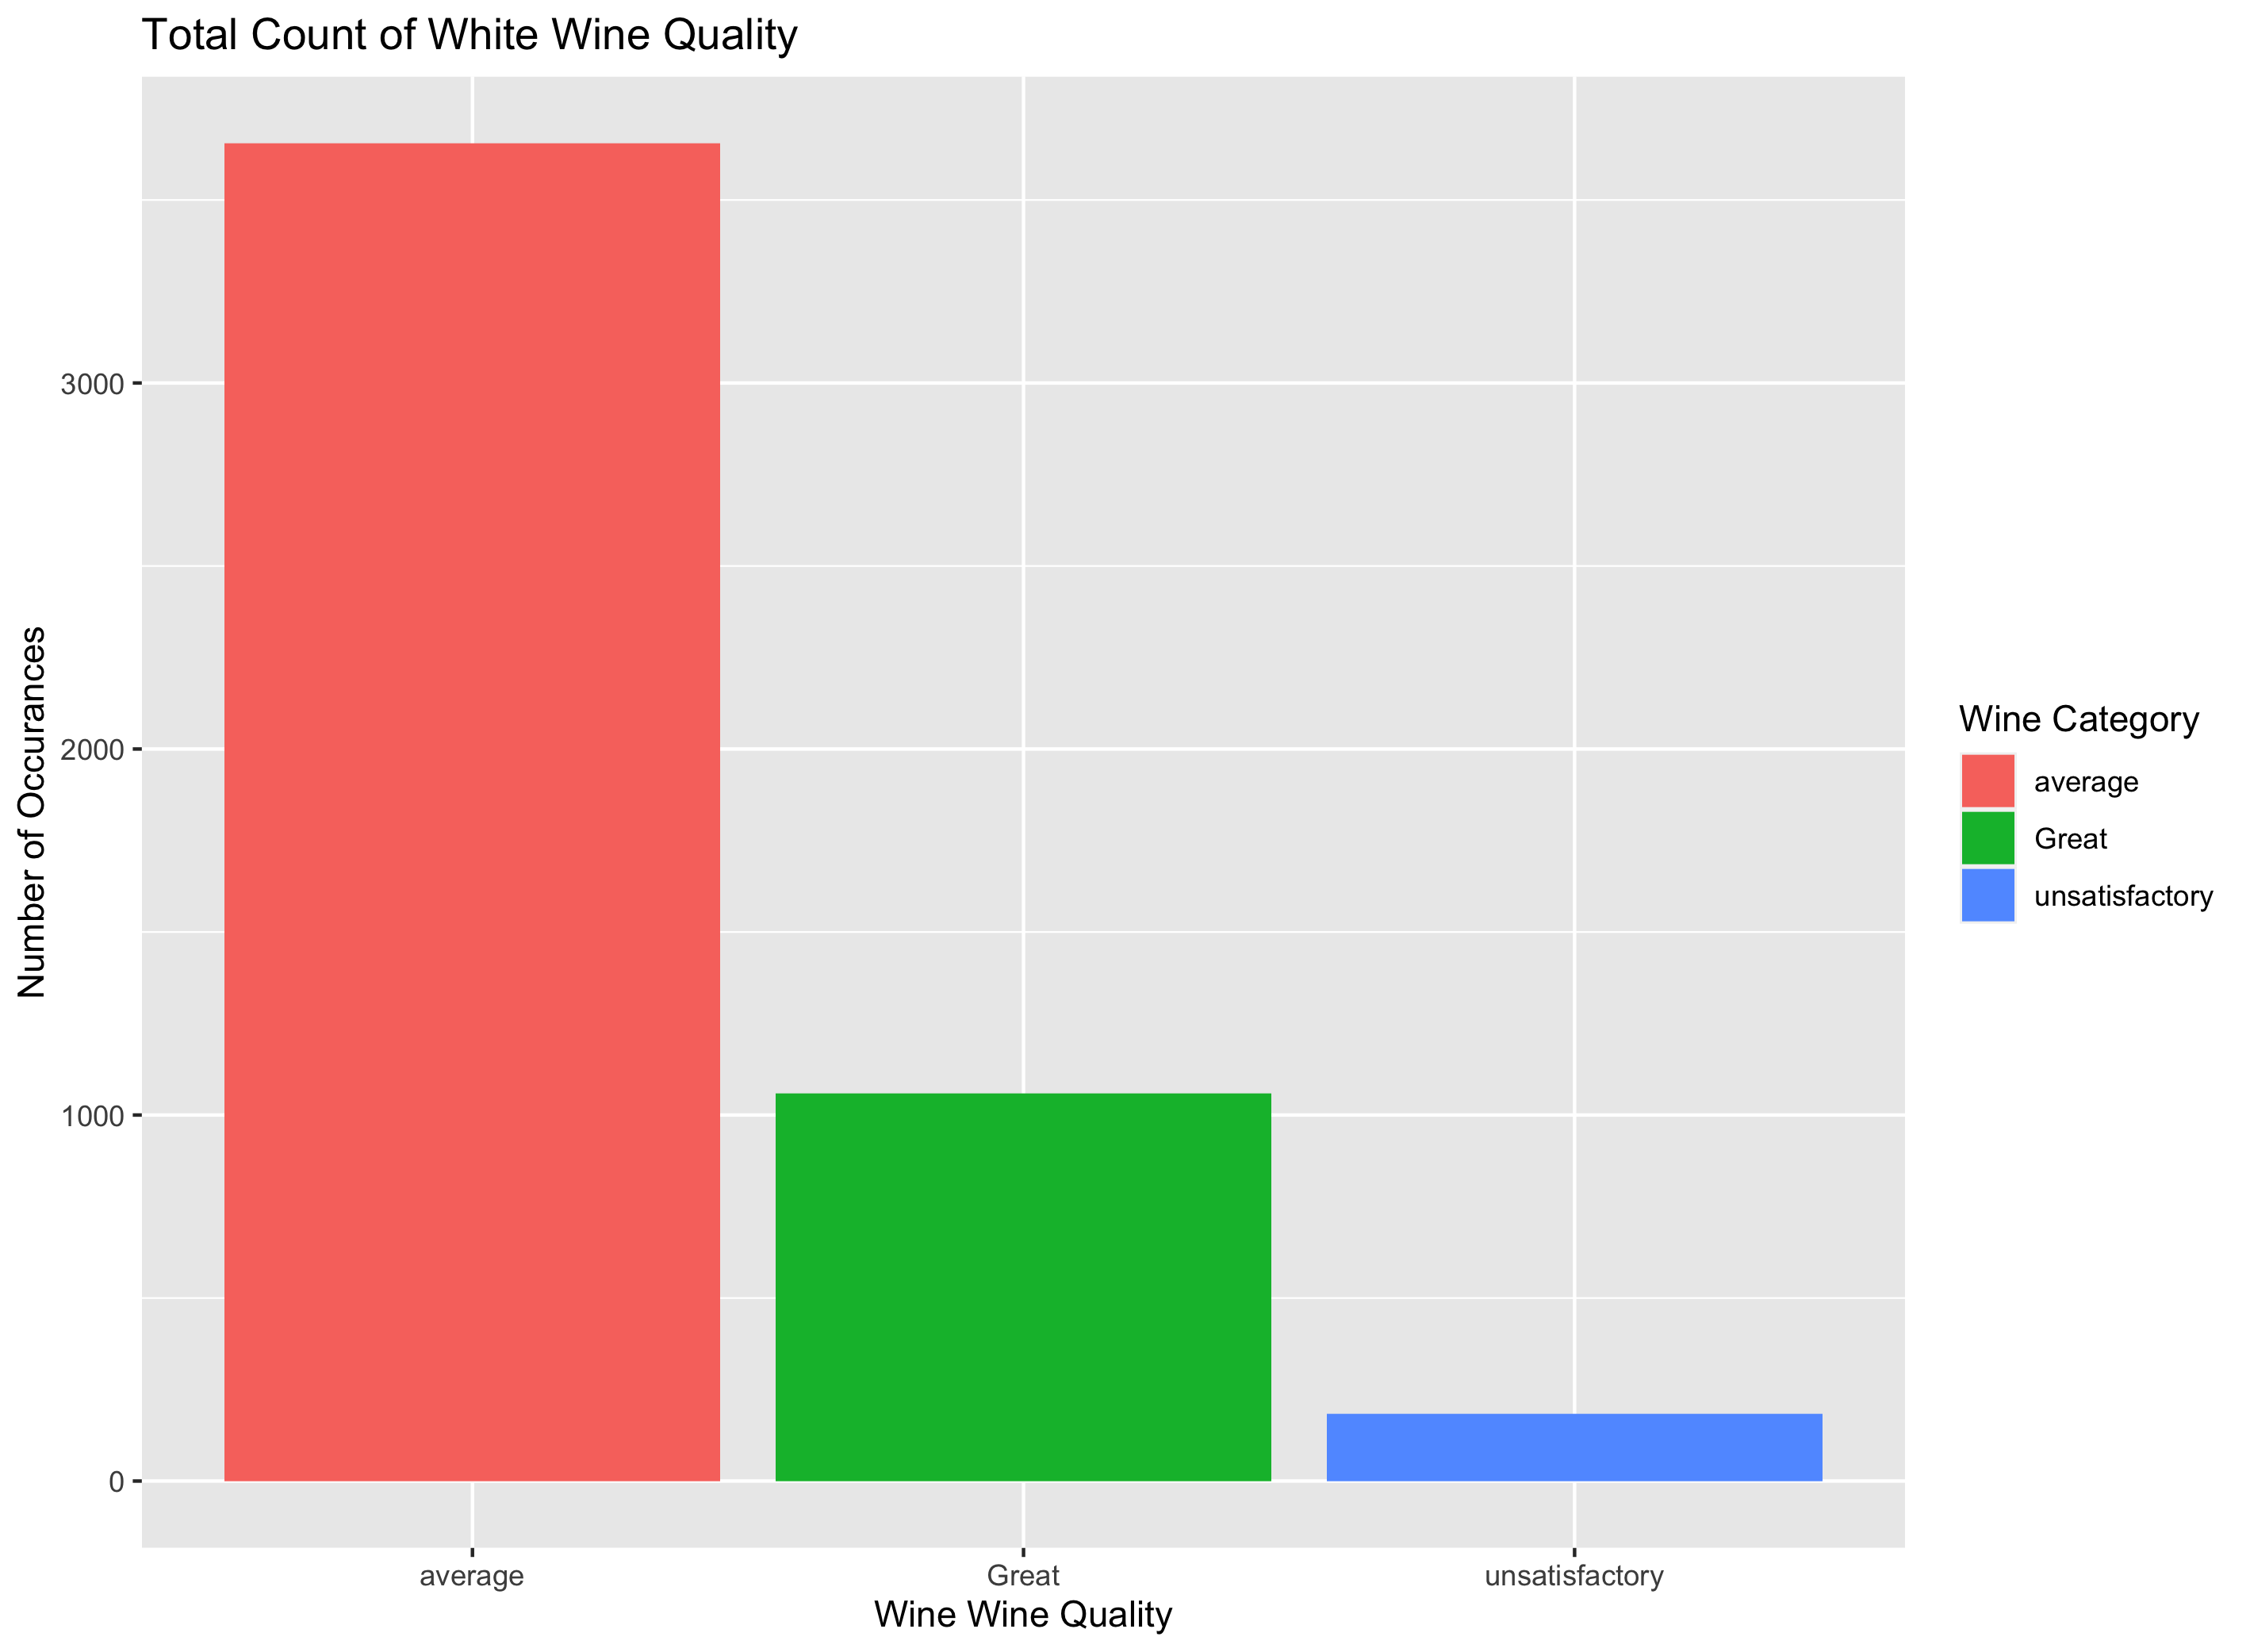 Total Count of White Wine Quality
Number of Occurances
3000
2000
1000
0
average
Great
unsatisfactory
Wine Wine Quality
Wine Category
average
Great
unsatisfactory